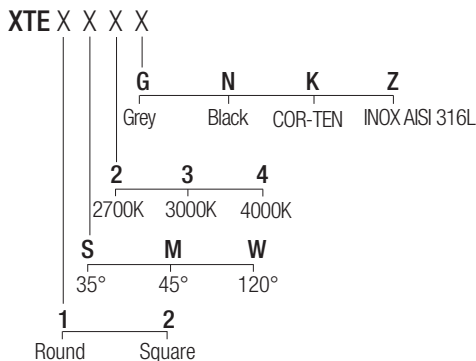 XTE X X X X
G N K Z
Grey Black COR-TEN INOX AISI 316L
2 3 4
2700K 3000K 4000K
S M W
35° 45° 120°
1 2
Round Square